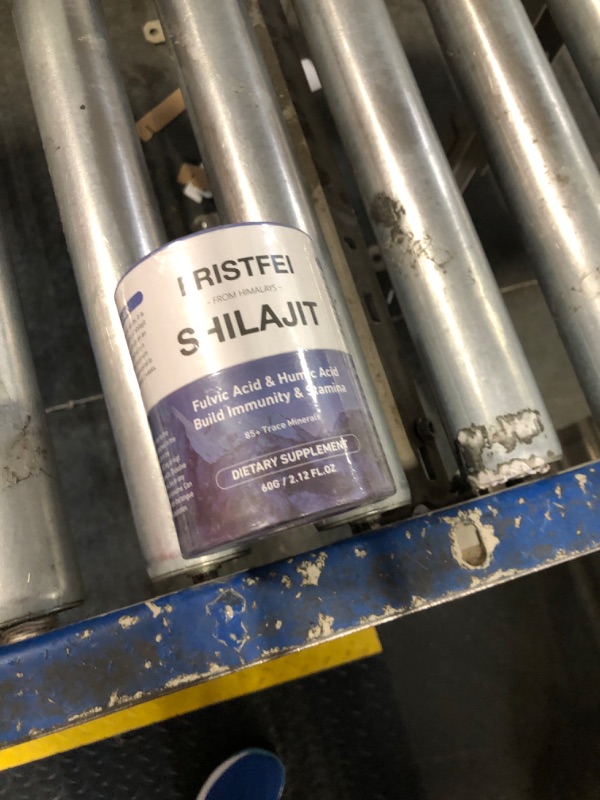 PRISTFEI
- FROM HIMALAYS -
SHILAJIT
Fulvic Acid & Humic Acid
Build Immunity & Stamina
85+ Trace Minerals
DIETARY SUPPLEMENT
60G / 2.12 FL.OZ